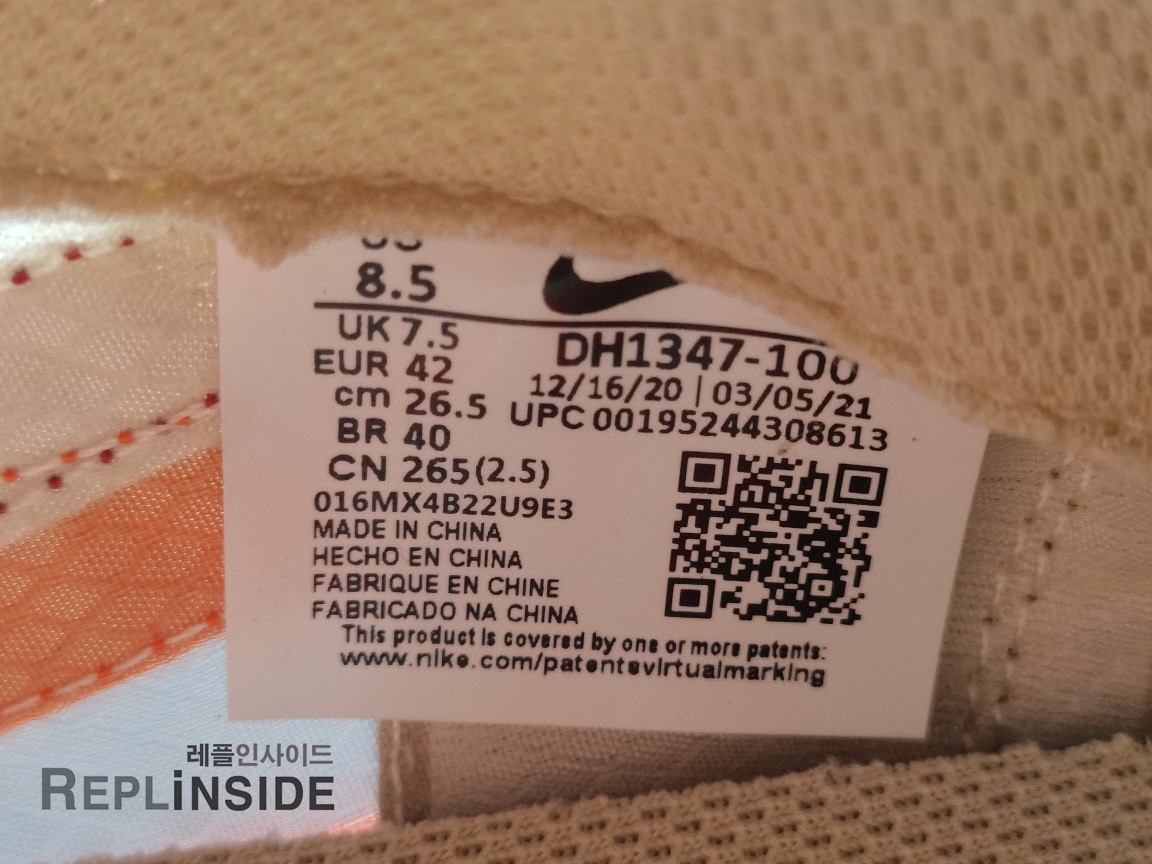 8.5
UK 7.5
EUR 42
cm 26.5
BR 40
CN 265(2.5)
DH1347-100
12/16/20 | 03/05/21
UPC 00195244308613
016MX4B22U9E3
MADE IN CHINA
HECHO EN CHINA
FABRIQUE EN CHINE
FABRICADO NA CHINA
This product is covered by one or more patents:
www.nike.com/patentsvirtualmarking
레플인사이드
REPLiNSIDE